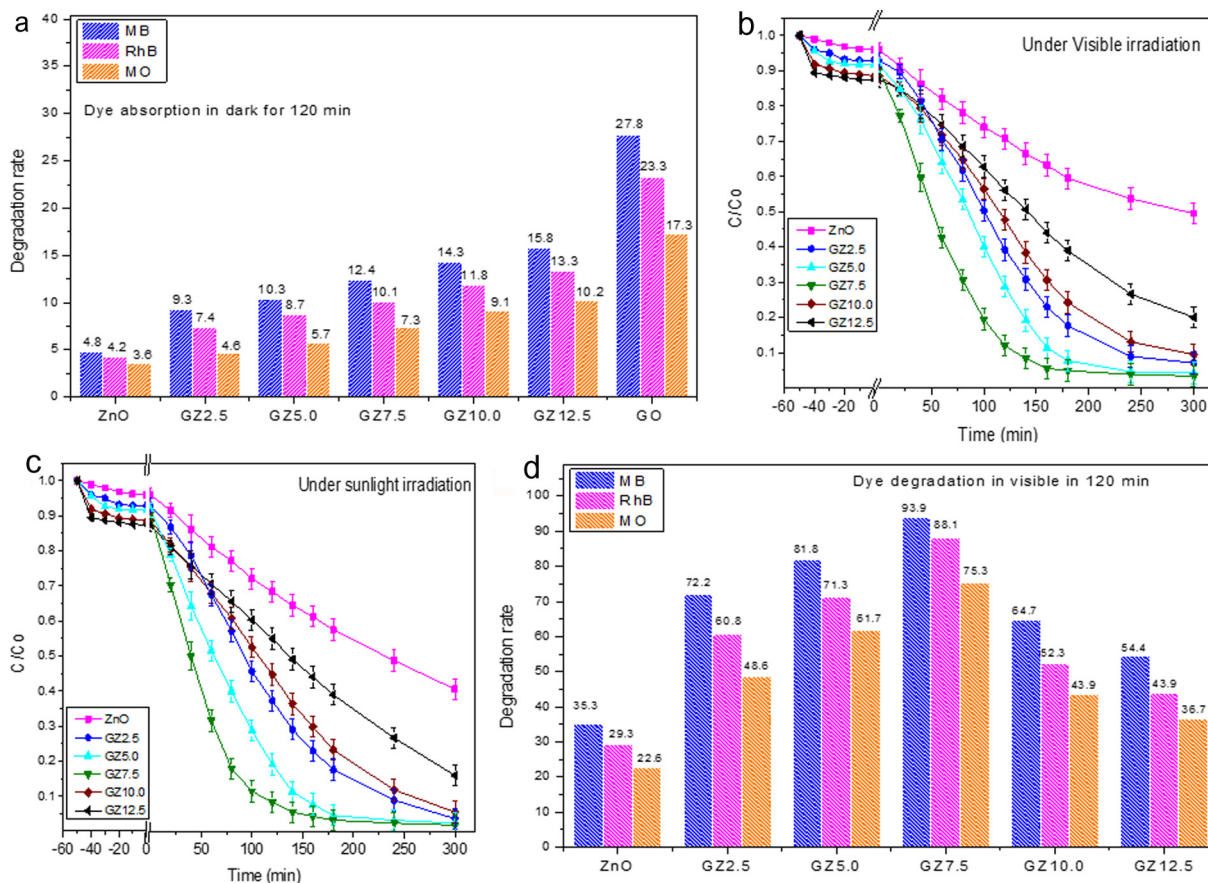 a
40
35
30
25
20
15
10
5
0
Degradation rate
MB
RhB
MO
Dye absorption in dark for 120 min
4.8
4.2
3.6
9.3
7.4
4.6
10.3
8.7
5.7
12.4
10.1
7.3
14.3
11.8
9.1
15.8
13.3
10.2
27.8
23.3
17.3
ZnO GZ2.5 GZ5.0 GZ7.5 GZ10.0 GZ12.5 GO
b
Under Visible irradiation
1.0
0.9
0.8
0.7
0.6
0.5
0.4
0.3
0.2
0.1
C/Co
ZnO
GZ2.5
GZ5.0
GZ7.5
GZ10.0
GZ12.5
-60 -40 -20 0 50 100 150 200 250 300
Time (min)
c
Under sunlight irradiation
1.0
0.9
0.8
0.7
0.6
0.5
0.4
0.3
0.2
0.1
C/Co
ZnO
GZ2.5
GZ5.0
GZ7.5
GZ10.0
GZ12.5
-60 -40 -20 0 50 100 150 200 250 300
Time (min)
d
MB
RhB
MO
Dye degradation in visible in 120 min
100
90
80
70
60
50
40
30
20
10
0
Degradation rate
35.3
29.3
22.6
72.2
60.8
48.6
81.8
71.3
61.7
93.9
88.1
75.3
64.7
52.3
43.9
54.4
43.9
36.7
ZnO GZ2.5 GZ5.0 GZ7.5 GZ10.0 GZ12.5